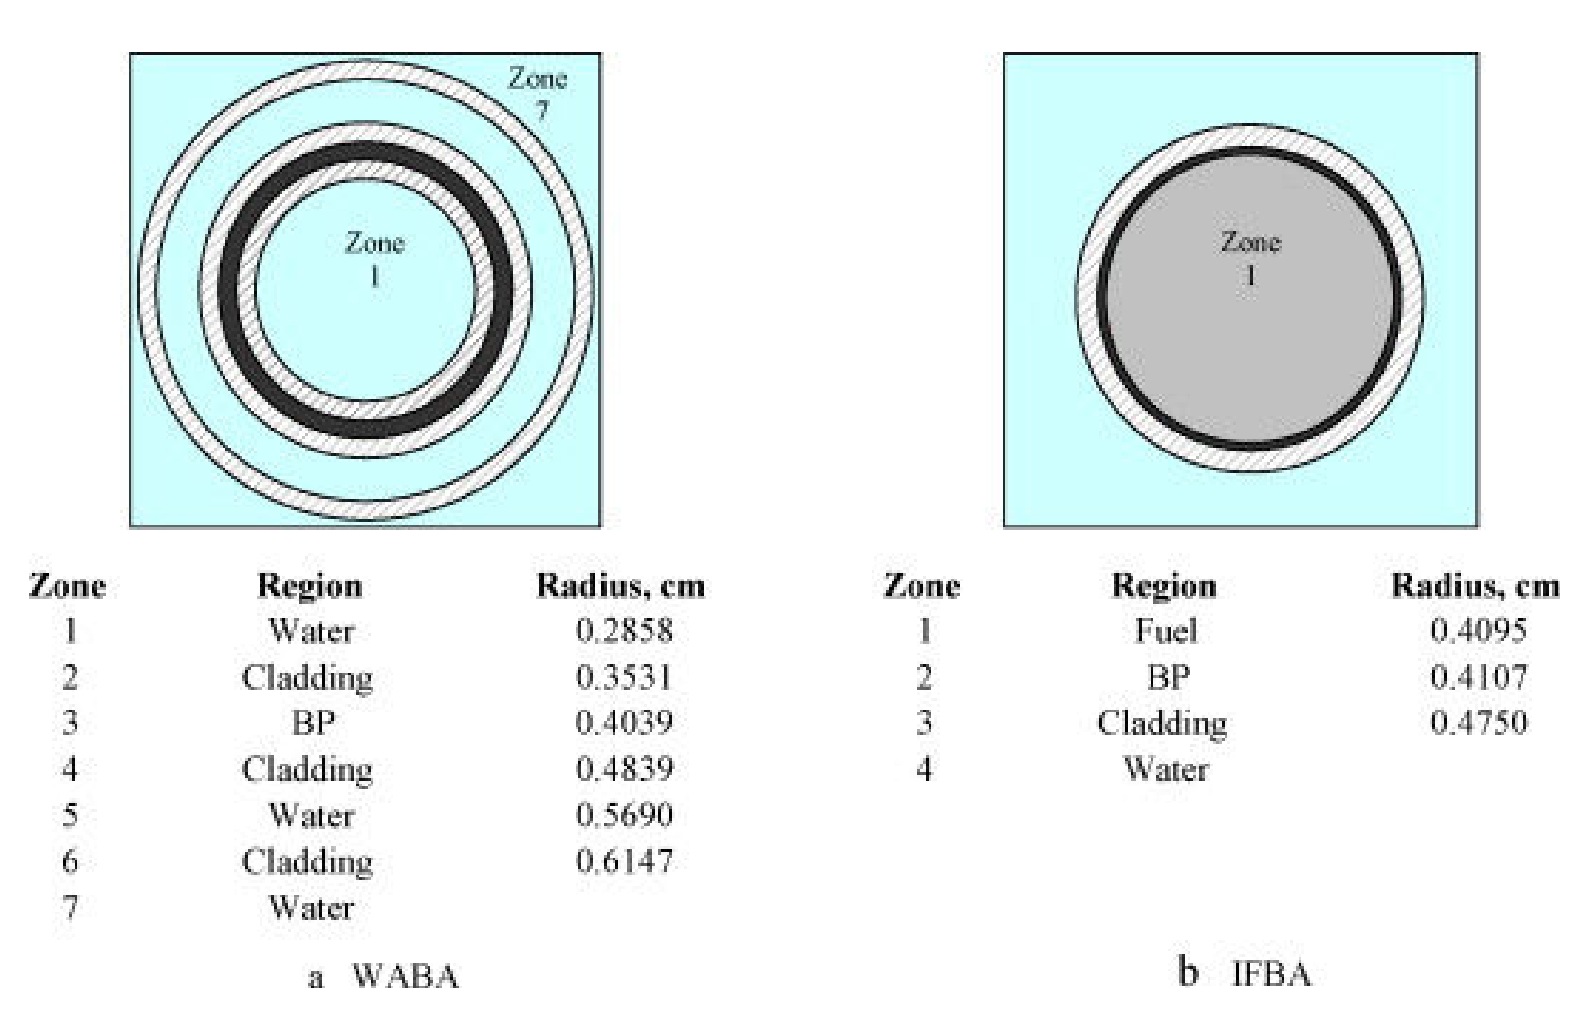 Zone
7
Zone
1
Zone
1
Zone Region Radius, cm
1 Water 0.2858
2 Cladding 0.3531
3 BP 0.4039
4 Cladding 0.4839
5 Water 0.5690
6 Cladding 0.6147
7 Water
a WABA
Zone Region Radius, cm
1 Fuel 0.4095
2 BP 0.4107
3 Cladding 0.4750
4 Water
b IFBA